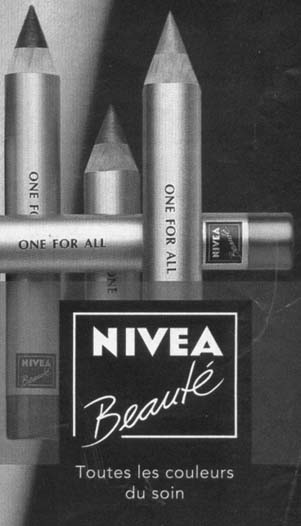 ONE FOR ALL
ONE FOR ALL
ONE FOR ALL
NIVEA
Beauté
NIVEA
NIVEA
Beauté
Toutes les couleurs
du soin